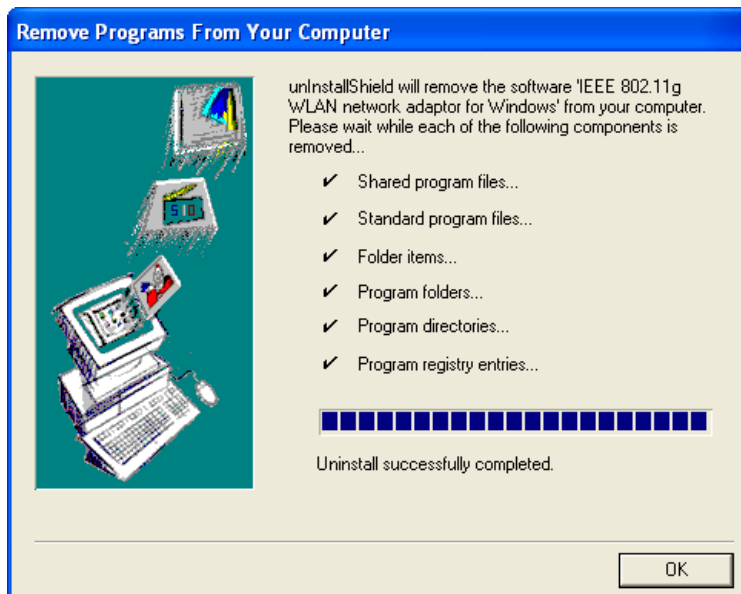 Remove Programs From Your Computer
unInstallShield will remove the software 'IEEE 802.11g
WLAN network adaptor for Windows' from your computer.
Please wait while each of the following components is
removed...
✔ Shared program files...
✔ Standard program files...
✔ Folder items...
✔ Program folders...
✔ Program directories...
✔ Program registry entries...
Uninstall successfully completed.
OK